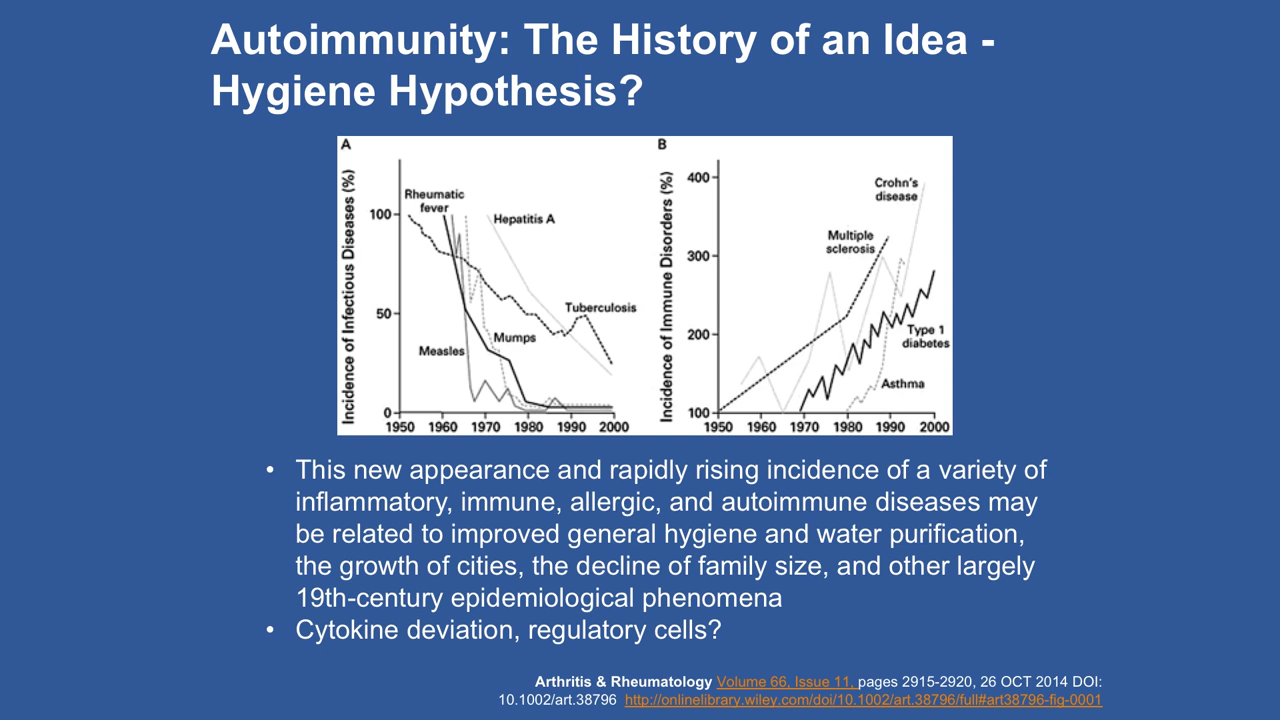 Autoimmunity: The History of an Idea -
Hygiene Hypothesis?
A
Incidence of Infectious Diseases (%)
100
50
0
Rheumatic
fever
Hepatitis A
Tuberculosis
Mumps
Measles
1950 1960 1970 1980 1990 2000
B
Incidence of Immune Disorders (%)
400
300
200
100
Crohn's
disease
Multiple
sclerosis
Type 1
diabetes
Asthma
1950 1960 1970 1980 1990 2000
• This new appearance and rapidly rising incidence of a variety of
inflammatory, immune, allergic, and autoimmune diseases may
be related to improved general hygiene and water purification,
the growth of cities, the decline of family size, and other largely
19th-century epidemiological phenomena
• Cytokine deviation, regulatory cells?
Arthritis & Rheumatology Volume 66, Issue 11, pages 2915-2920, 26 OCT 2014 DOI:
10.1002/art.38796 http://onlinelibrary.wiley.com/doi/10.1002/art.38796/full#art38796-fig-0001